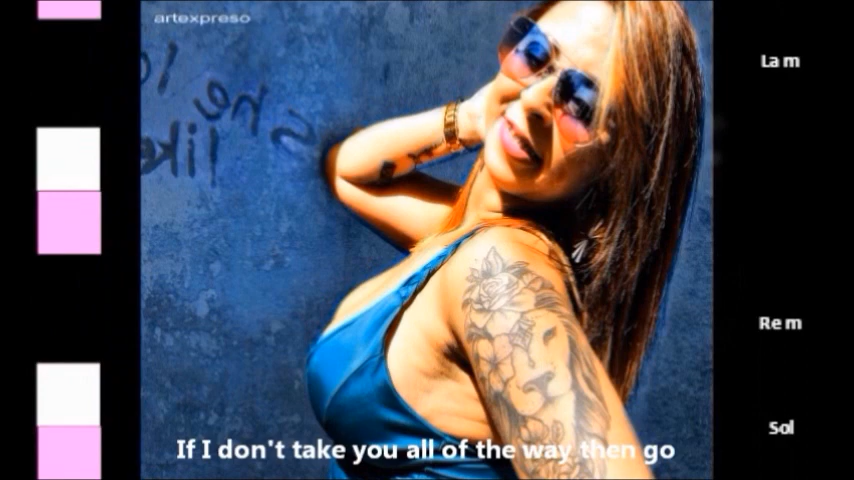 artexpreso
La m
Re m
Sol
If I don't take you all of the way then go